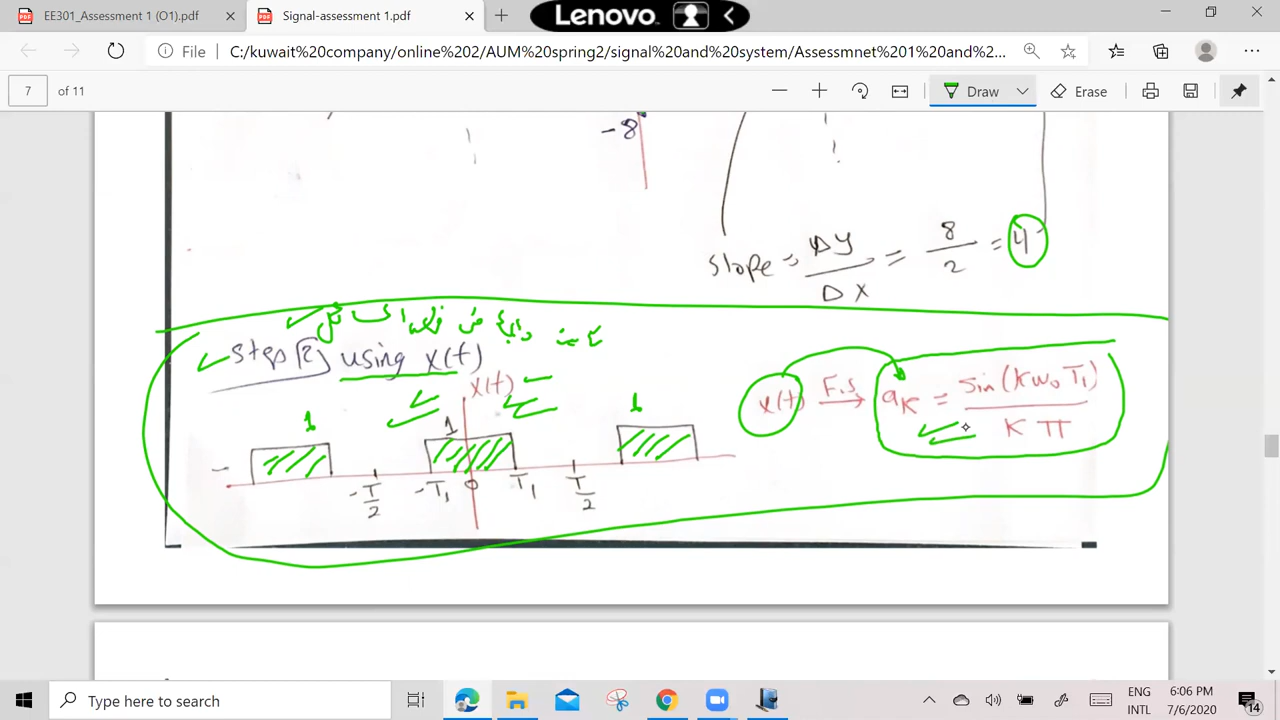 EE301_Assessment 1 (O1).pdf
Signal-assessment 1.pdf
Lenovo
File
C:/kuwait%20company/online%202/AUM%20spring2/signal%20and%20system/Assessmnet%201%20and%2...
7 of 11
Draw
Erase
-8
slope = Δy/Δx = 8/2 = 4
step [2] using x(t)
x(t)
1 1 1
-T/2 -T1 0 T1 T/2
x(t) F.s → aK = sin(K w0 T1) / K π
Type here to search
ENG
INTL
6:06 PM
7/6/2020
14